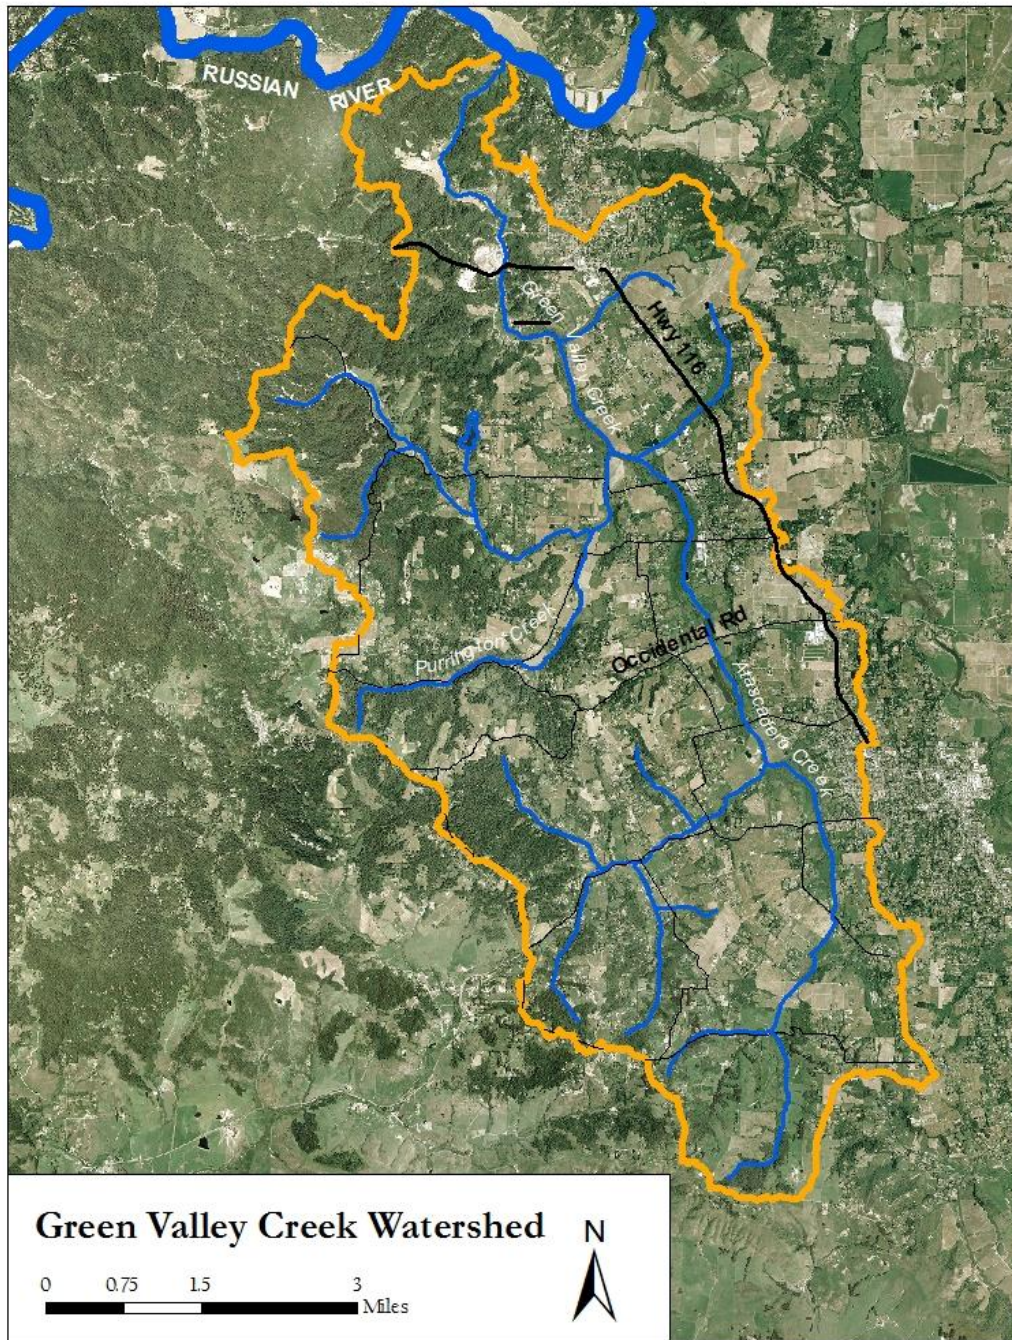 RUSSIAN RIVER
Green Valley Creek
Hwy 116
Purrington Creek
Occidental Rd
Atascadero Creek
Green Valley Creek Watershed
N
0 0.75 1.5 3
Miles